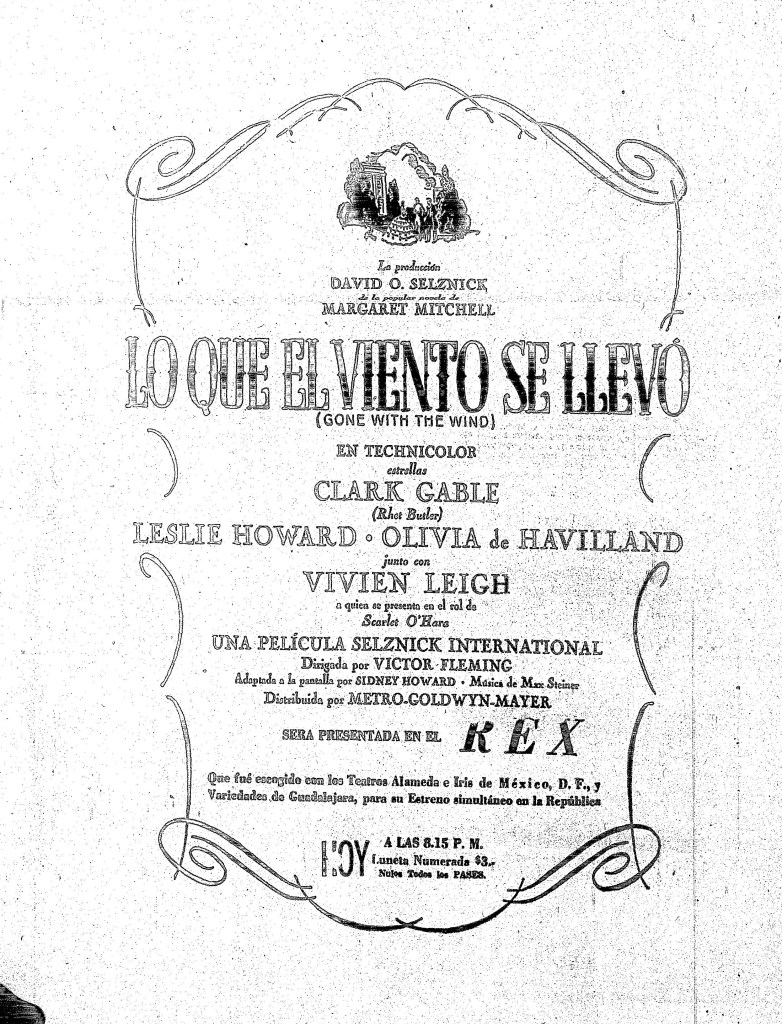 La producción
DAVID O. SELZNICK
de la popular novela de
MARGARET MITCHELL
LO QUE EL VIENTO SE LLEVÓ
(GONE WITH THE WIND)
EN TECHNICOLOR
estrellas
CLARK GABLE
(Rhet Butler)
LESLIE HOWARD • OLIVIA de HAVILLAND
junto con
VIVIEN LEIGH
a quien se presenta en el rol de
Scarlet O'Hara
UNA PELÍCULA SELZNICK INTERNATIONAL
Dirigida por VICTOR FLEMING
Adaptada a la pantalla por SIDNEY HOWARD • Música de Max Steiner
Distribuida por METRO-GOLDWYN-MAYER
SERA PRESENTADA EN EL REX
Que fué escogido con los Teatros Alameda e Iris de México, D. F., y
Variedades de Guadalajara, para su Estreno simultáneo en la República
HOY
A LAS 8.15 P. M.
Luneta Numerada $3.-
Nulos Todos los PASES.